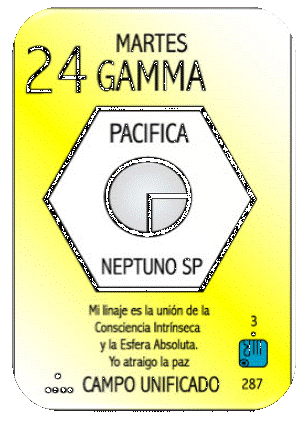 MARTES
24 GAMMA
PACIFICA
NEPTUNO SP
Mi linaje es la unión de la
Consciencia Intrínseca
y la Esfera Absoluta.
Yo atraigo la paz
3
CAMPO UNIFICADO 287